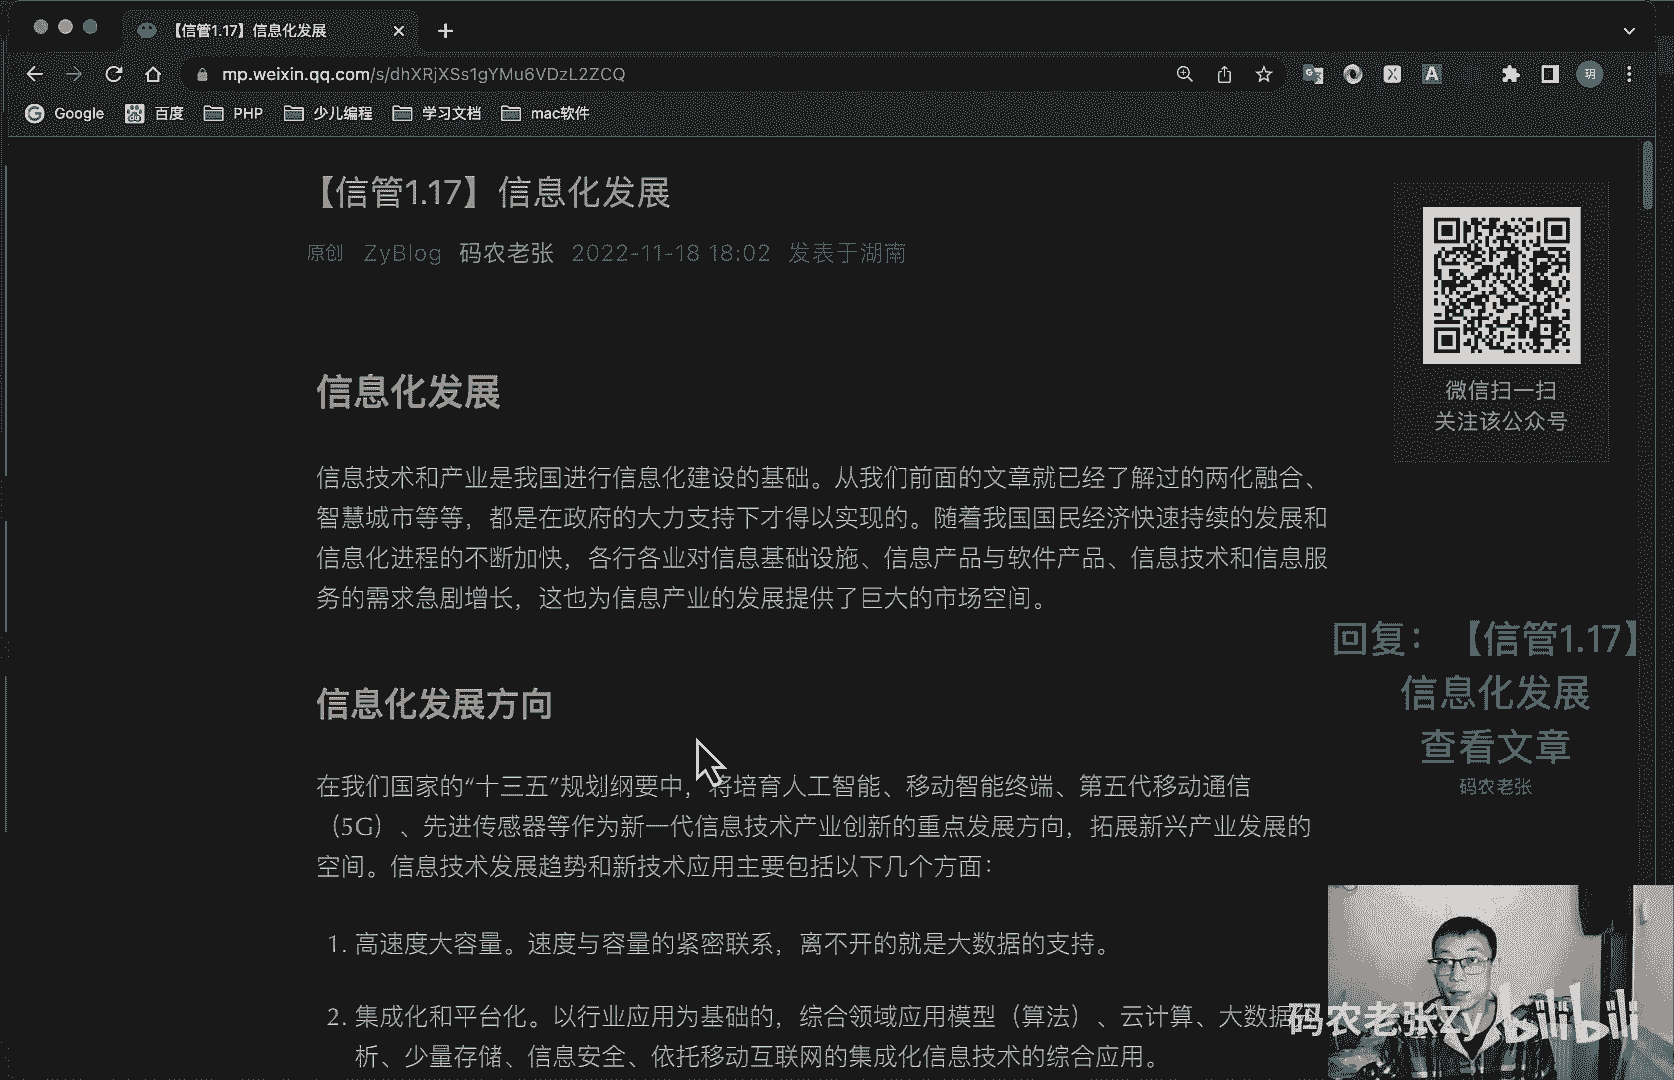 【信管1.17】信息化发展
mp.weixin.qq.com/s/dhXRjXSs1gYMu6VDzL2ZCQ
玥
Google
百度
PHP
少儿编程
学习文档
mac软件
【信管1.17】信息化发展
原创 ZyBlog 码农老张 2022-11-18 18:02 发表于湖南
微信扫一扫
关注该公众号
信息化发展
信息技术和产业是我国进行信息化建设的基础。从我们前面的文章就已经了解过的两化融合、
智慧城市等等，都是在政府的大力支持下才得以实现的。随着我国国民经济快速持续的发展和
信息化进程的不断加快，各行各业对信息基础设施、信息产品与软件产品、信息技术和信息服
务的需求急剧增长，这也为信息产业的发展提供了巨大的市场空间。
回复：【信管1.17】
信息化发展
查看文章
码农老张
信息化发展方向
在我们国家的“十三五”规划纲要中，将培育人工智能、移动智能终端、第五代移动通信
（5G）、先进传感器等作为新一代信息技术产业创新的重点发展方向，拓展新兴产业发展的
空间。信息技术发展趋势和新技术应用主要包括以下几个方面：
1. 高速度大容量。速度与容量的紧密联系，离不开的就是大数据的支持。
2. 集成化和平台化。以行业应用为基础的，综合领域应用模型（算法）、云计算、大数据
析、少量存储、信息安全、依托移动互联网的集成化信息技术的综合应用。
码农老张Zy bilibili